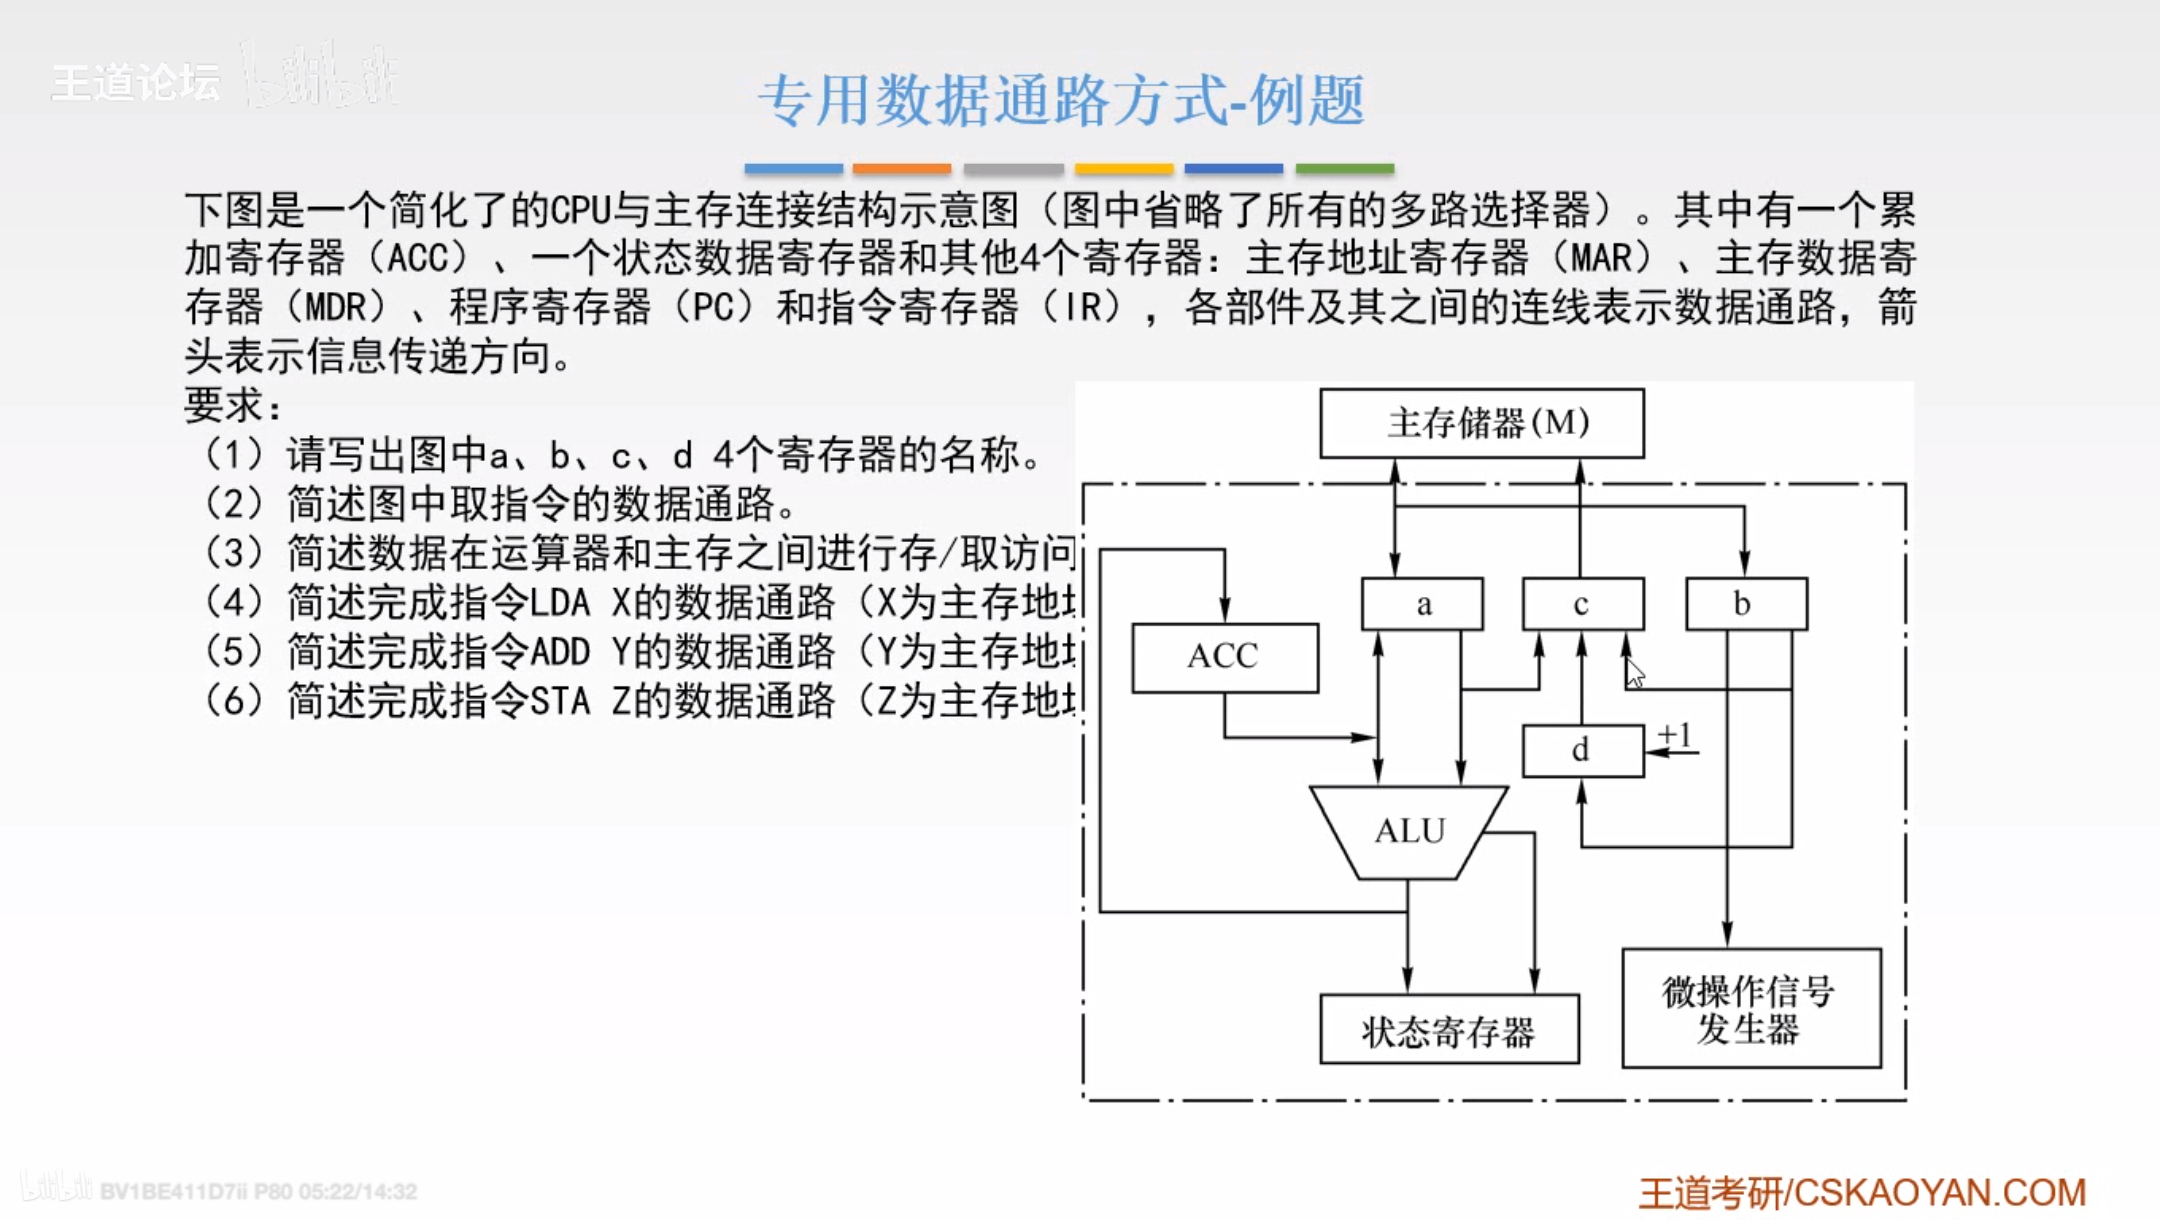 王道论坛 bilibili
专用数据通路方式-例题
下图是一个简化了的CPU与主存连接结构示意图（图中省略了所有的多路选择器）。其中有一个累
加寄存器（ACC）、一个状态数据寄存器和其他4个寄存器：主存地址寄存器（MAR）、主存数据寄
存器（MDR）、程序寄存器（PC）和指令寄存器（IR），各部件及其之间的连线表示数据通路，箭
头表示信息传递方向。
要求：
（1）请写出图中a、b、c、d 4个寄存器的名称。
（2）简述图中取指令的数据通路。
（3）简述数据在运算器和主存之间进行存/取访问
（4）简述完成指令LDA X的数据通路（X为主存地
（5）简述完成指令ADD Y的数据通路（Y为主存地
（6）简述完成指令STA Z的数据通路（Z为主存地
主存储器(M)
a
c
b
ACC
d
+1
ALU
微操作信号
发生器
状态寄存器
bilibili BV1BE411D7ii P80 05:22/14:32
王道考研/CSKAOYAN.COM